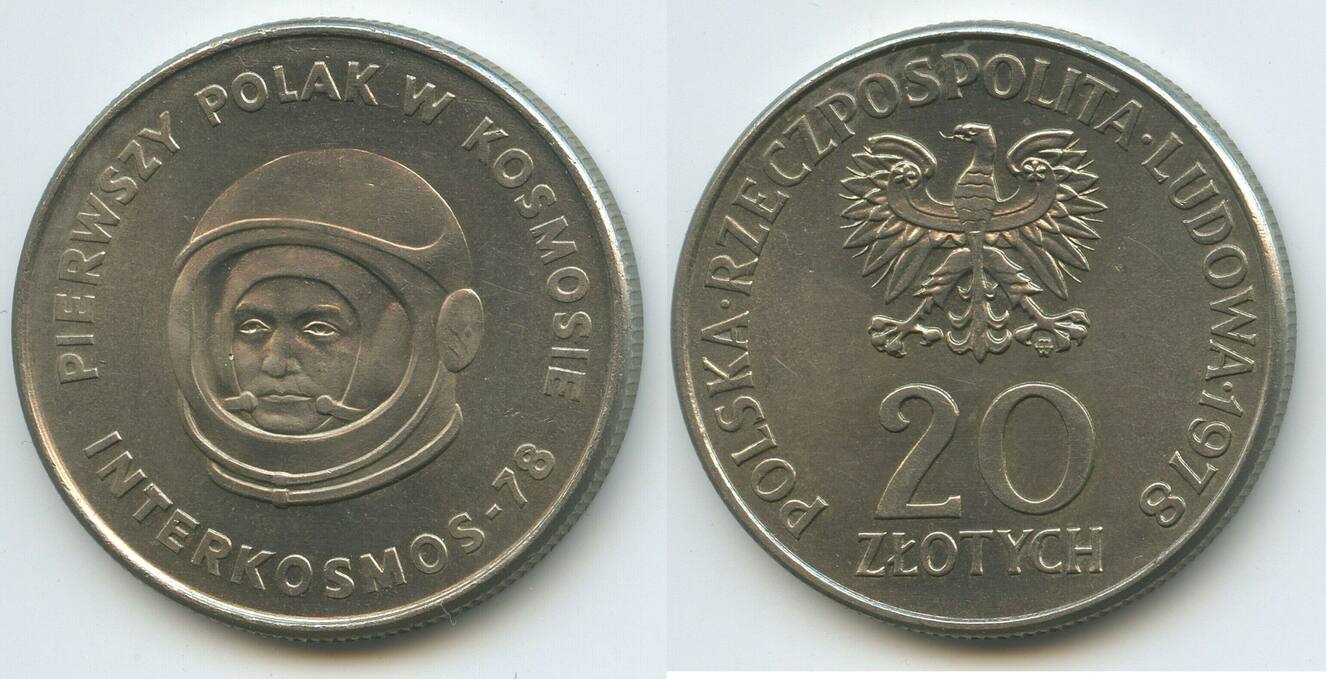 PIERWSZY POLAK W KOSMOSIE
INTERKOSMOS-78
POLSKA·RZECZPOSPOLITA·LUDOWA·1978
20
ZŁOTYCH